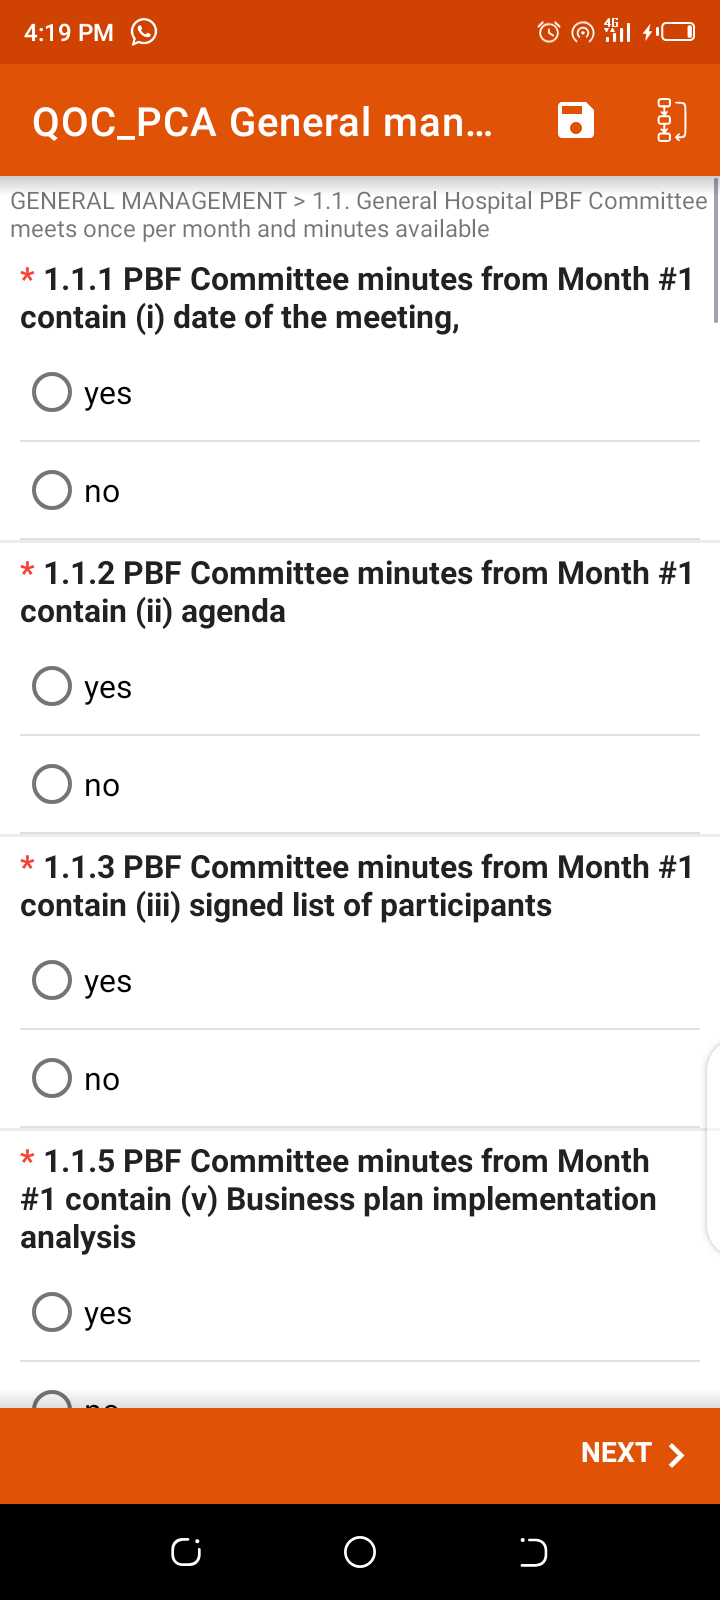 4:19 PM
4G
QOC_PCA General man...
GENERAL MANAGEMENT > 1.1. General Hospital PBF Committee
meets once per month and minutes available
* 1.1.1 PBF Committee minutes from Month #1
contain (i) date of the meeting,
yes
no
* 1.1.2 PBF Committee minutes from Month #1
contain (ii) agenda
yes
no
* 1.1.3 PBF Committee minutes from Month #1
contain (iii) signed list of participants
yes
no
* 1.1.5 PBF Committee minutes from Month
#1 contain (v) Business plan implementation
analysis
yes
NEXT